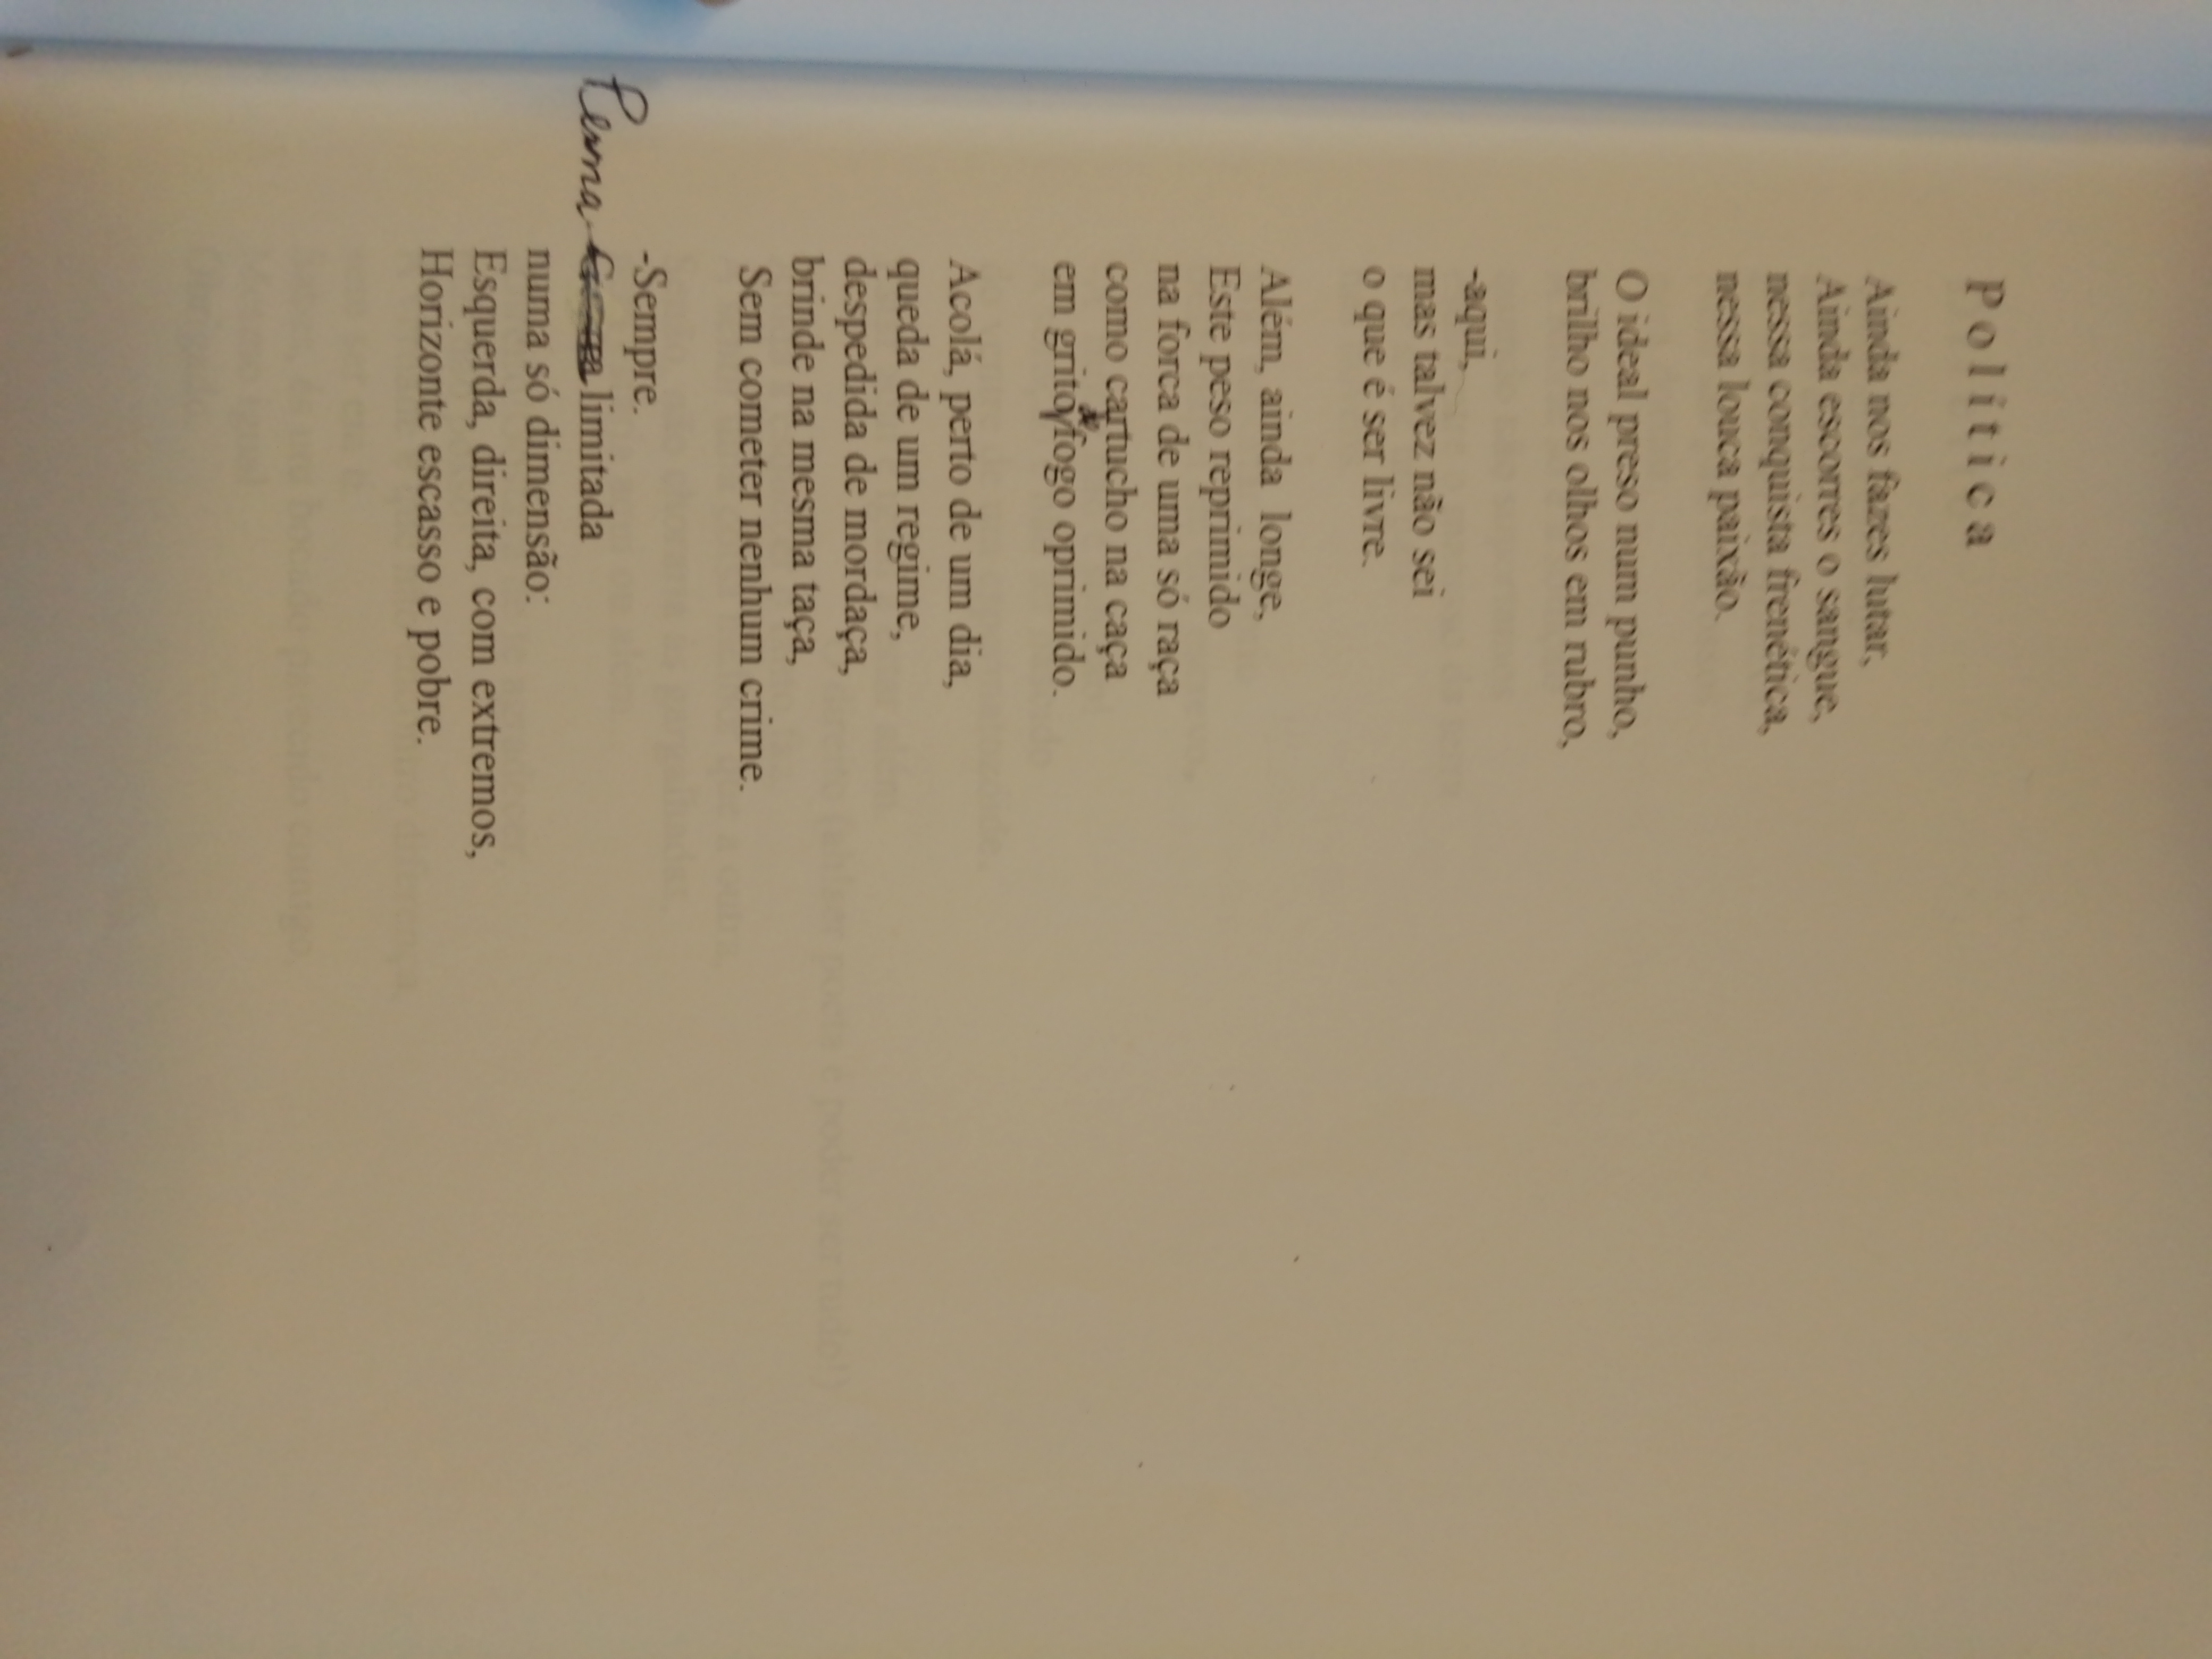 Política
Ainda nos fazes lutar,
Ainda escorres o sangue,
nessa conquista frenética,
nessa louca paixão.
O ideal preso num punho,
brilho nos olhos em rubro,
-aqui,
mas talvez não sei
o que é ser livre.
Além, ainda longe,
Este peso reprimido
na forca de uma só raça
como cartucho na caça
em grito fogo oprimido.
Acolá, perto de um dia,
queda de um regime,
despedida de mordaça,
brinde na mesma taça,
Sem cometer nenhum crime.
-Sempre.
limitada
numa só dimensão:
Esquerda, direita, com extremos,
Horizonte escasso e pobre.